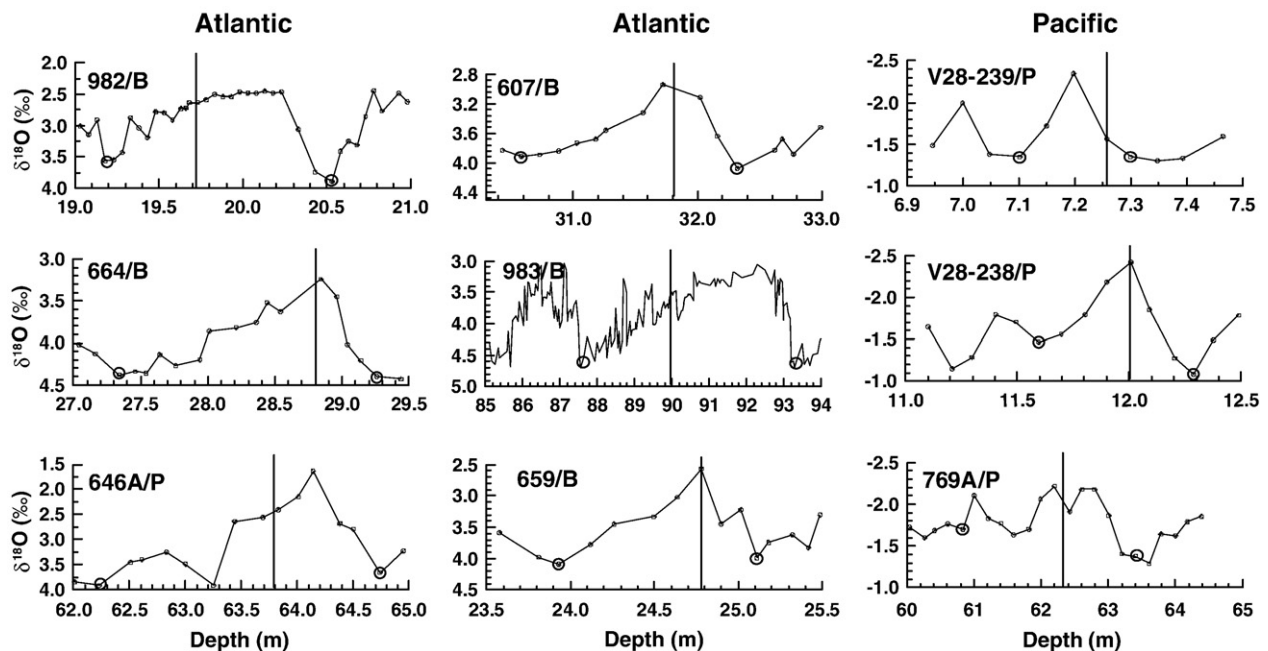 Atlantic Atlantic Pacific
982/B
δ18O (‰)
2.0
2.5
3.0
3.5
4.0
19.0 19.5 20.0 20.5 21.0
607/B
2.8
3.2
3.6
4.0
4.4
31.0 32.0 33.0
V28-239/P
-2.5
-2.0
-1.5
-1.0
6.9 7.0 7.1 7.2 7.3 7.4 7.5
664/B
δ18O (‰)
3.0
3.5
4.0
4.5
27.0 27.5 28.0 28.5 29.0 29.5
983/B
3.0
3.5
4.0
4.5
5.0
85 86 87 88 89 90 91 92 93 94
V28-238/P
-2.5
-2.0
-1.5
-1.0
11.0 11.5 12.0 12.5
646A/P
δ18O (‰)
1.5
2.0
2.5
3.0
3.5
4.0
62.0 62.5 63.0 63.5 64.0 64.5 65.0
Depth (m)
659/B
2.5
3.0
3.5
4.0
4.5
23.5 24.0 24.5 25.0 25.5
Depth (m)
769A/P
-2.5
-2.0
-1.5
-1.0
60 61 62 63 64 65
Depth (m)